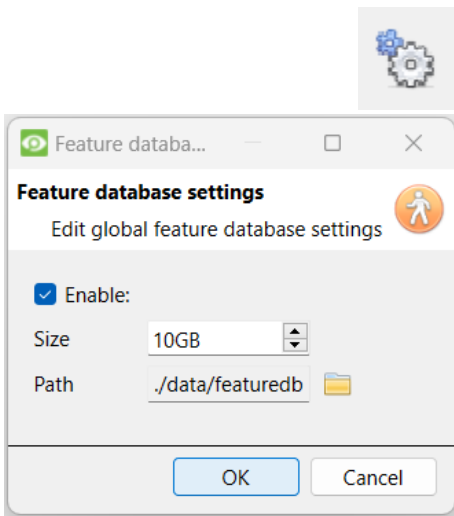 Feature databa...
Feature database settings
Edit global feature database settings
Enable:
Size 10GB
Path ./data/featuredb
OK Cancel